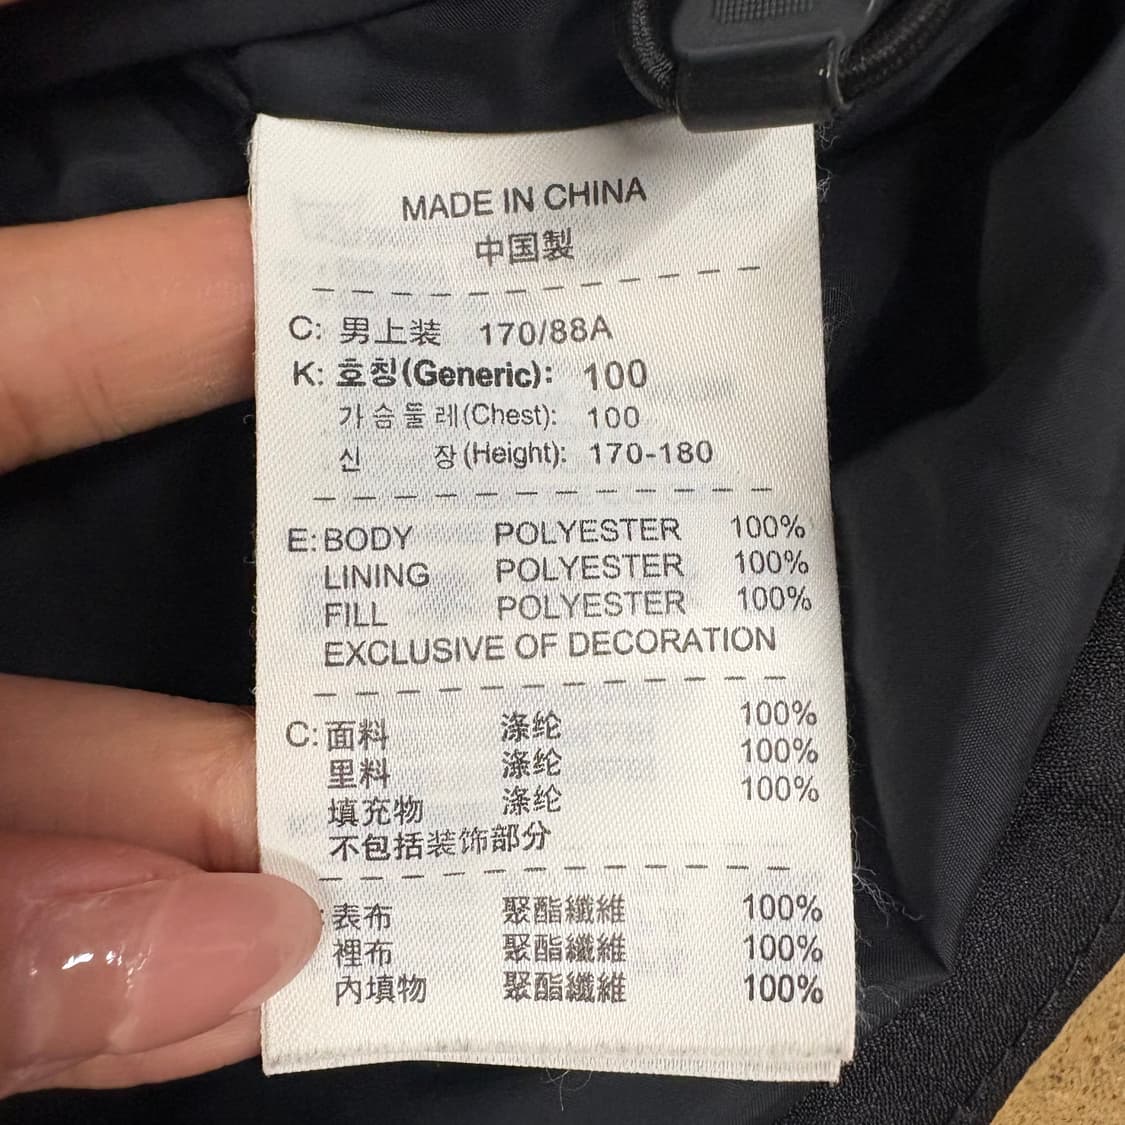 MADE IN CHINA
中国製
C: 男上装 170/88A
K: 호칭(Generic): 100
가슴둘레(Chest): 100
신 장(Height): 170-180
E: BODY POLYESTER 100%
LINING POLYESTER 100%
FILL POLYESTER 100%
EXCLUSIVE OF DECORATION
C: 面料 涤纶 100%
里料 涤纶 100%
填充物 涤纶 100%
不包括装饰部分
: 表布 聚酯纖維 100%
裡布 聚酯纖維 100%
內填物 聚酯纖維 100%